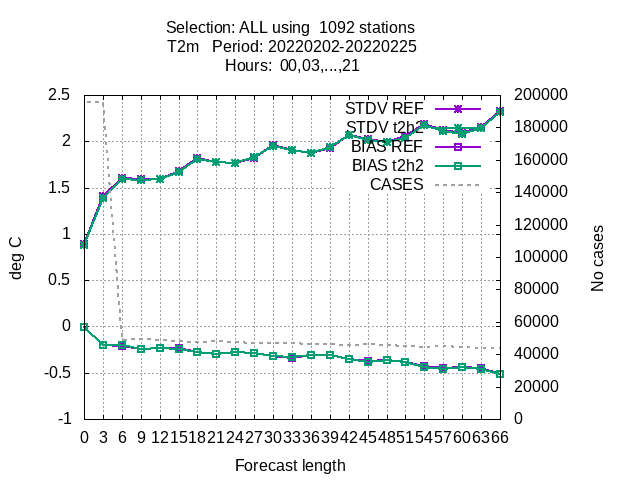 Selection: ALL using  1092 stations
T2m   Period: 20220202-20220225
Hours:  00,03,...,21
2.5
2
1.5
1
0.5
0
-0.5
-1
deg C
200000
180000
160000
140000
120000
100000
80000
60000
40000
20000
0
No cases
STDV REF
STDV t2h2
BIAS REF
BIAS t2h2
CASES
0 3 6 9 12 15 18 21 24 27 30 33 36 39 42 45 48 51 54 57 60 63 66
Forecast length